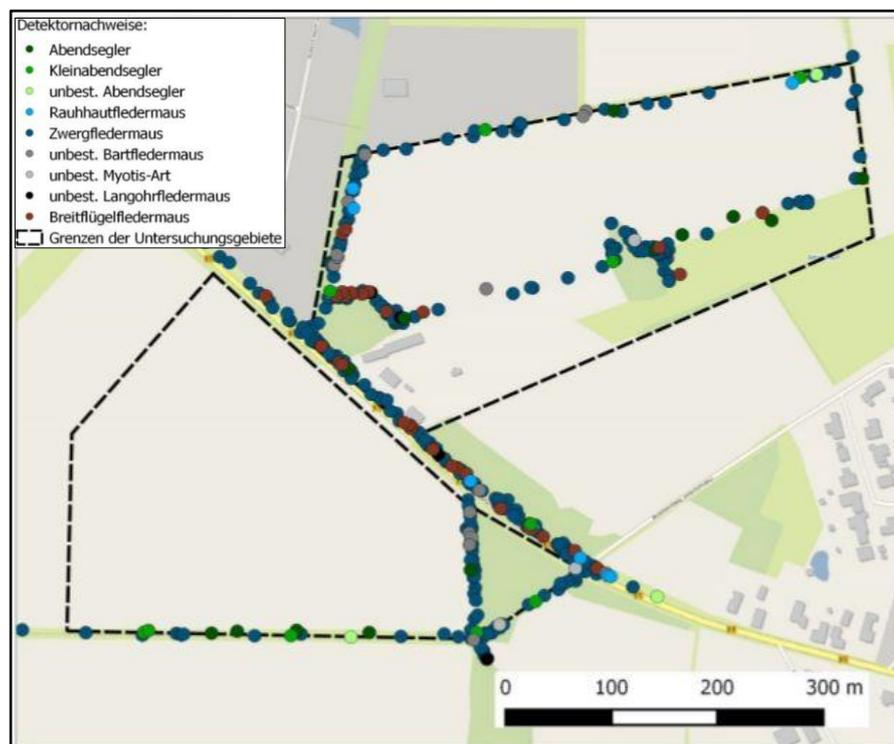 Detektornachweise:
Abendsegler
Kleinabendsegler
unbest. Abendsegler
Rauhhautfledermaus
Zwergfledermaus
unbest. Bartfledermaus
unbest. Myotis-Art
unbest. Langohrfledermaus
Breitflügelfledermaus
Grenzen der Untersuchungsgebiete
0 100 200 300 m